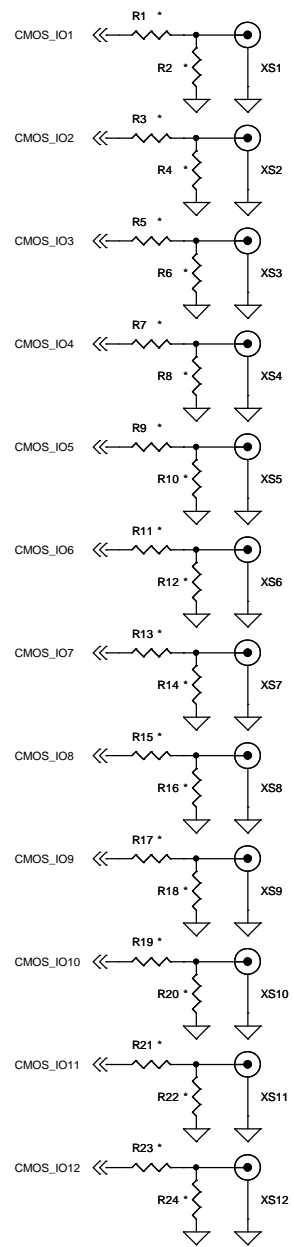 R1 *
CMOS_IO1
R2 *
XS1
R3 *
CMOS_IO2
R4 *
XS2
R5 *
CMOS_IO3
R6 *
XS3
R7 *
CMOS_IO4
R8 *
XS4
R9 *
CMOS_IO5
R10 *
XS5
R11 *
CMOS_IO6
R12 *
XS6
R13 *
CMOS_IO7
R14 *
XS7
R15 *
CMOS_IO8
R16 *
XS8
R17 *
CMOS_IO9
R18 *
XS9
R19 *
CMOS_IO10
R20 *
XS10
R21 *
CMOS_IO11
R22 *
XS11
R23 *
CMOS_IO12
R24 *
XS12